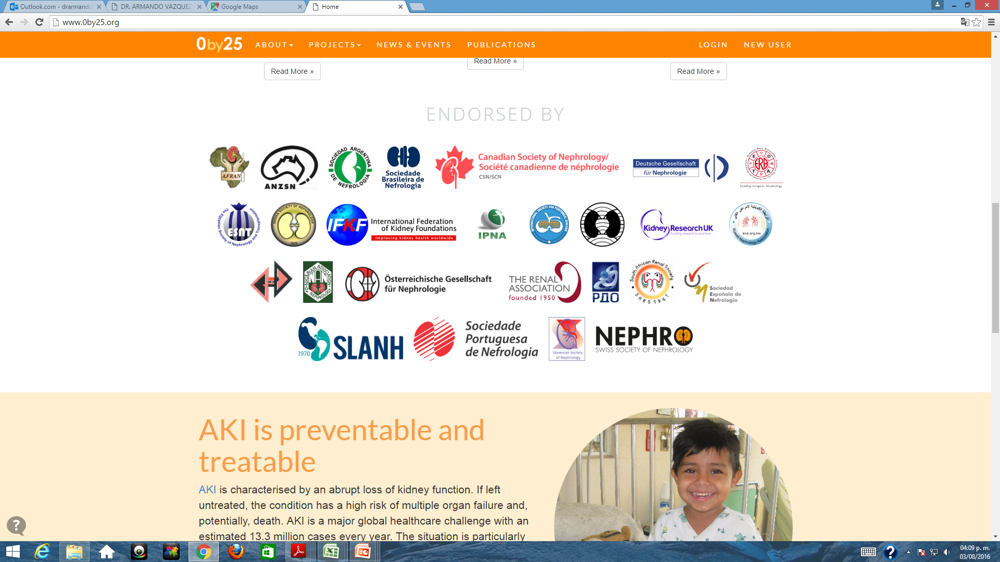 Outlook.com - drarmando
DR. ARMANDO VÁZQUEZ
Google Maps
Home
www.0by25.org
0by25
ABOUT
PROJECTS
NEWS & EVENTS
PUBLICATIONS
LOGIN
NEW USER
Read More »
Read More »
Read More »
ENDORSED BY
AFRAN
ANZSN
SOCIEDAD ARGENTINA
DE NEFROLOGIA
Sociedade
Brasileira de
Nefrologia
Canadian Society of Nephrology/
Société canadienne de néphrologie
CSN/SCN
Deutsche Gesellschaft
für Nephrologie
ERA
EDTA
Leading European Nephrology
ESNT
The Egyptian Society of Nephrology and Transplantation
INDIAN SOCIETY OF NEPHROLOGY
1970
IFKF
International Federation
of Kidney Foundations
improving kidney health worldwide
IPNA
INTERNATIONAL SOCIETY FOR PERITONEAL DIALYSIS
Kidney Research UK
Funding research to save lives
الرابطة الكويتية لأمراض الكلى
kna.org.kw
Kuwait Nephrology Association
NAN
NIGERIAN ASSOCIATION
OF NEPHROLOGY
Österreichische Gesellschaft
für Nephrologie
THE RENAL
ASSOCIATION
founded 1950
РДО
South African Renal Society
SARS 1967
Sociedad
Española de
Nefrología
1970
SLANH
Sociedade
Portuguesa
de Nefrologia
Slovenian Society
of Nephrology
NEPHRO
SWISS SOCIETY OF NEPHROLOGY
AKI is preventable and
treatable
AKI is characterised by an abrupt loss of kidney function. If left
untreated, the condition has a high risk of multiple organ failure and,
potentially, death. AKI is a major global healthcare challenge with an
estimated 13.3 million cases every year. The situation is particularly
04:09 p. m.
03/08/2016